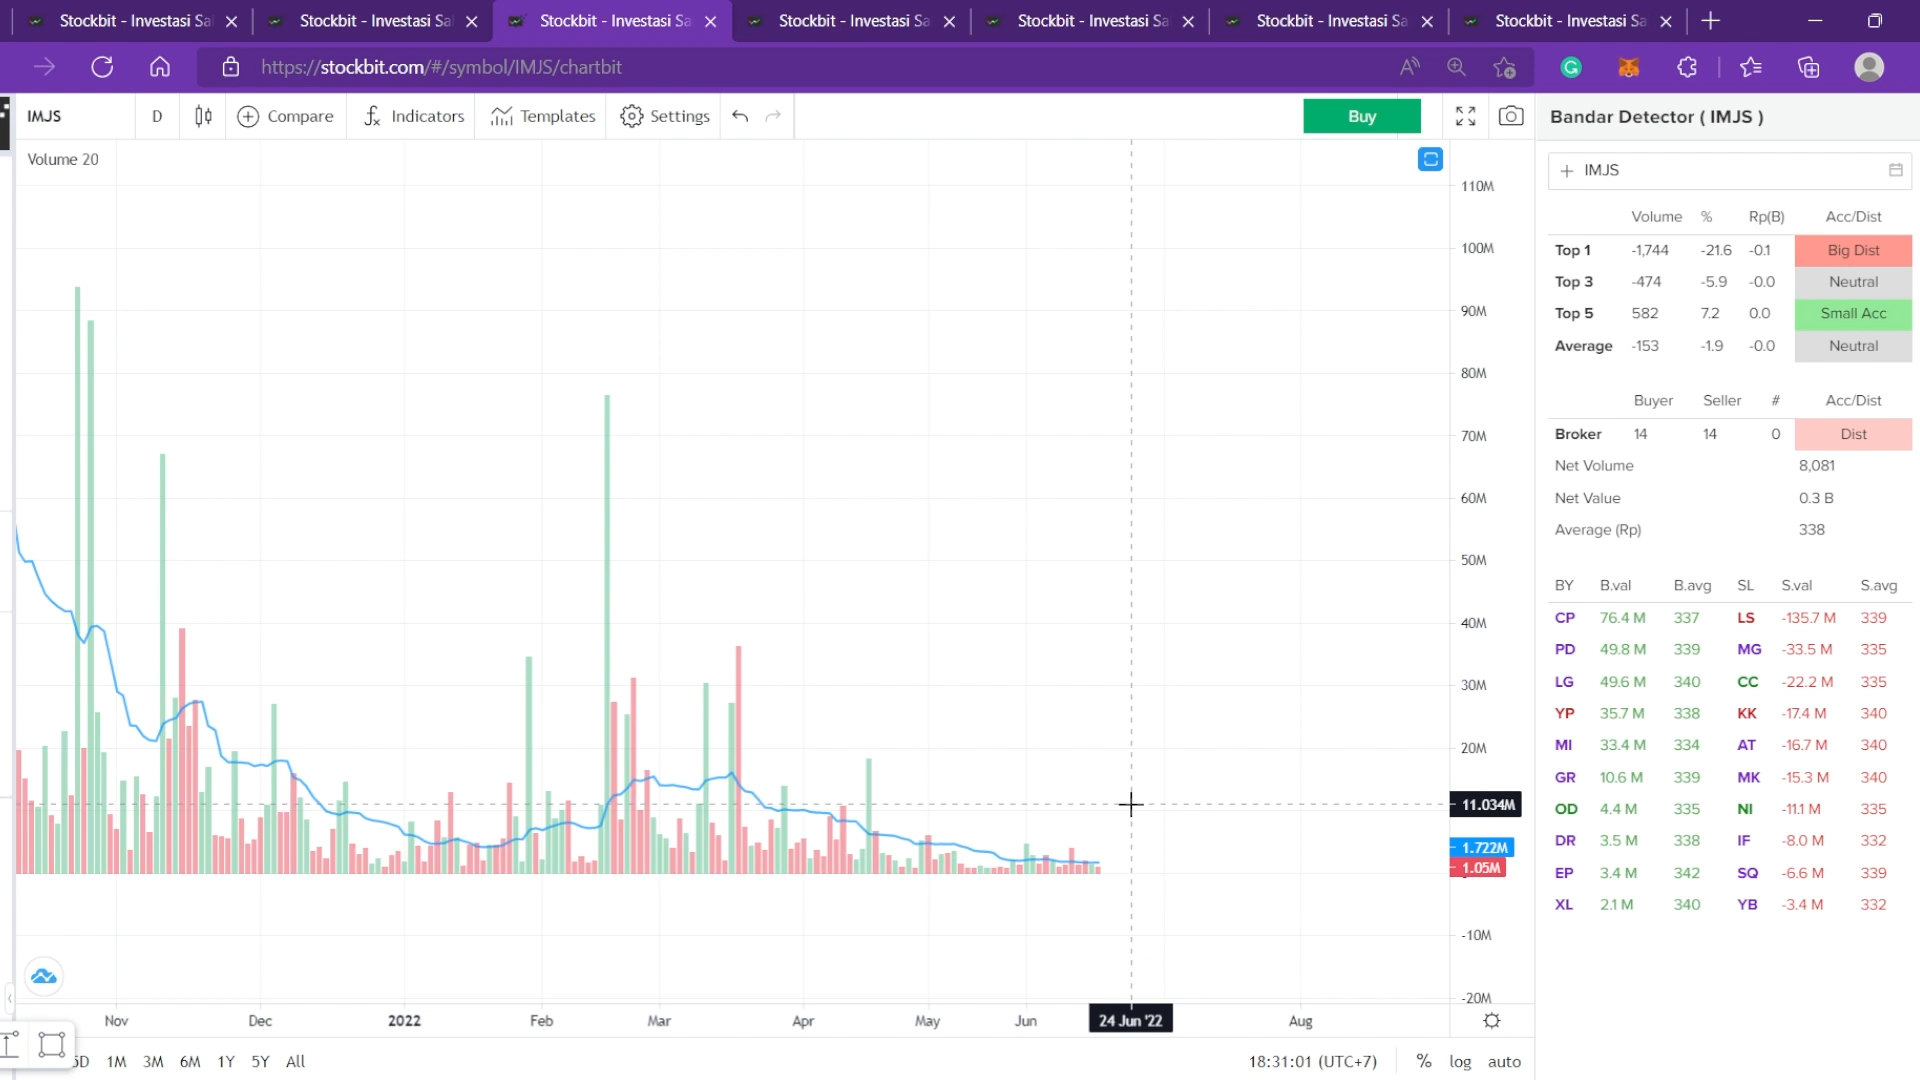 Stockbit - Investasi Sa Stockbit - Investasi Sa Stockbit - Investasi Sa Stockbit - Investasi Sa Stockbit - Investasi Sa Stockbit - Investasi Sa Stockbit - Investasi Sa
https://stockbit.com/#/symbol/IMJS/chartbit
IMJS D Compare Indicators Templates Settings Buy
Volume 20
110M
100M
90M
80M
70M
60M
50M
40M
30M
20M
11.034M
1.722M
1.05M
-10M
-20M
Nov Dec 2022 Feb Mar Apr May Jun 24 Jun '22 Aug
5D 1M 3M 6M 1Y 5Y All 18:31:01 (UTC+7) % log auto
Bandar Detector ( IMJS )
IMJS
Volume % Rp(B) Acc/Dist
Top 1 -1,744 -21.6 -0.1 Big Dist
Top 3 -474 -5.9 -0.0 Neutral
Top 5 582 7.2 0.0 Small Acc
Average -153 -1.9 -0.0 Neutral
Buyer Seller # Acc/Dist
Broker 14 14 0 Dist
Net Volume 8,081
Net Value 0.3 B
Average (Rp) 338
BY B.val B.avg SL S.val S.avg
CP 76.4 M 337 LS -135.7 M 339
PD 49.8 M 339 MG -33.5 M 335
LG 49.6 M 340 CC -22.2 M 335
YP 35.7 M 338 KK -17.4 M 340
MI 33.4 M 334 AT -16.7 M 340
GR 10.6 M 339 MK -15.3 M 340
OD 4.4 M 335 NI -11.1 M 335
DR 3.5 M 338 IF -8.0 M 332
EP 3.4 M 342 SQ -6.6 M 339
XL 2.1 M 340 YB -3.4 M 332